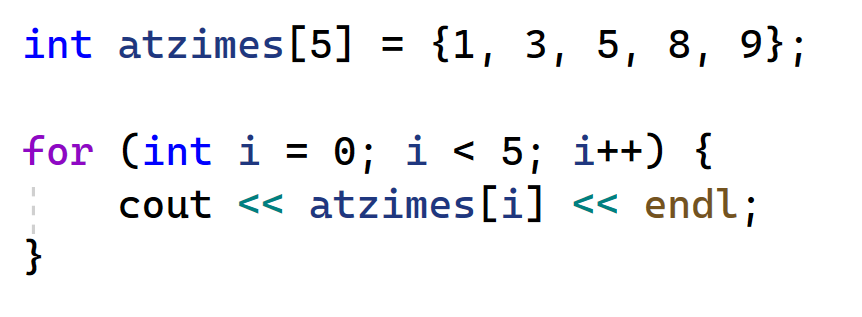 int atzimes[5] = {1, 3, 5, 8, 9};
for (int i = 0; i < 5; i++) {
    cout << atzimes[i] << endl;
}